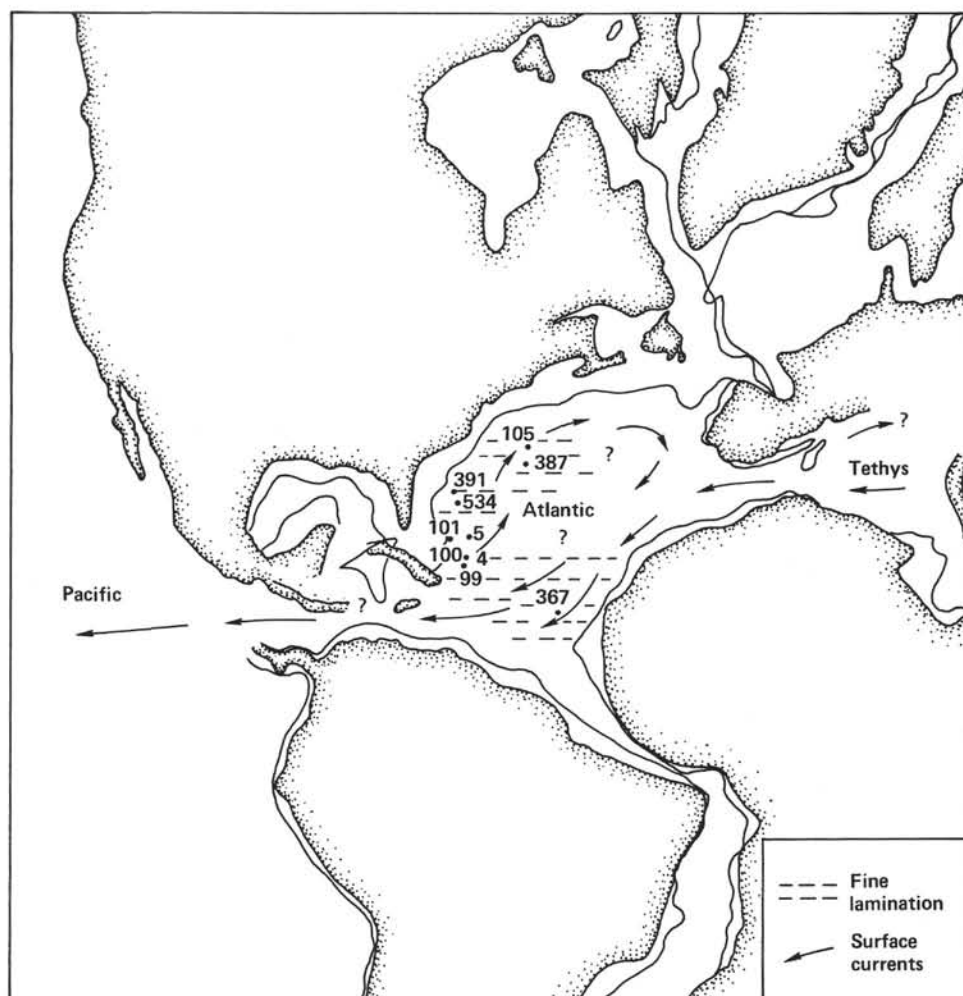 105
?
?
387
Tethys
391
534
Atlantic
101
5
?
100
4
99
Pacific
?
367
Fine
lamination
Surface
currents